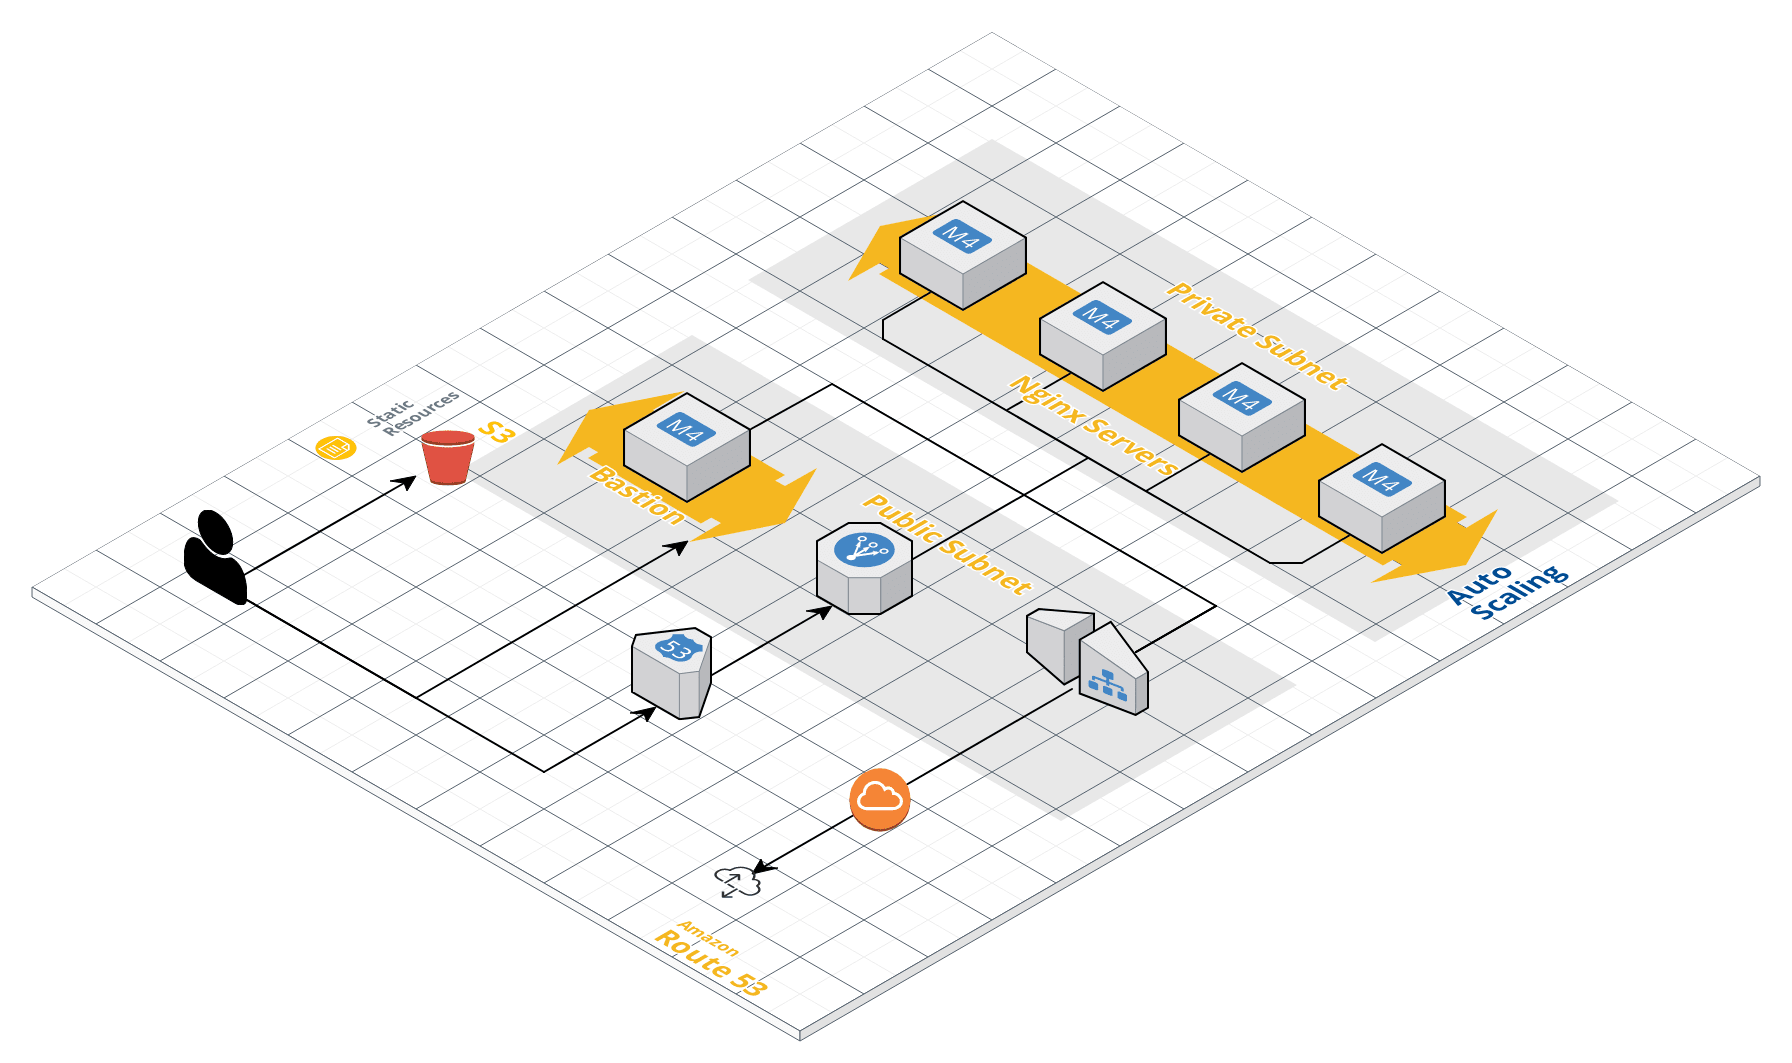 M4
M4
M4
M4
Private Subnet
Nginx Servers
Auto
Scaling
Static
Resources
S3
M4
Bastion
Public Subnet
53
Amazon
Route 53